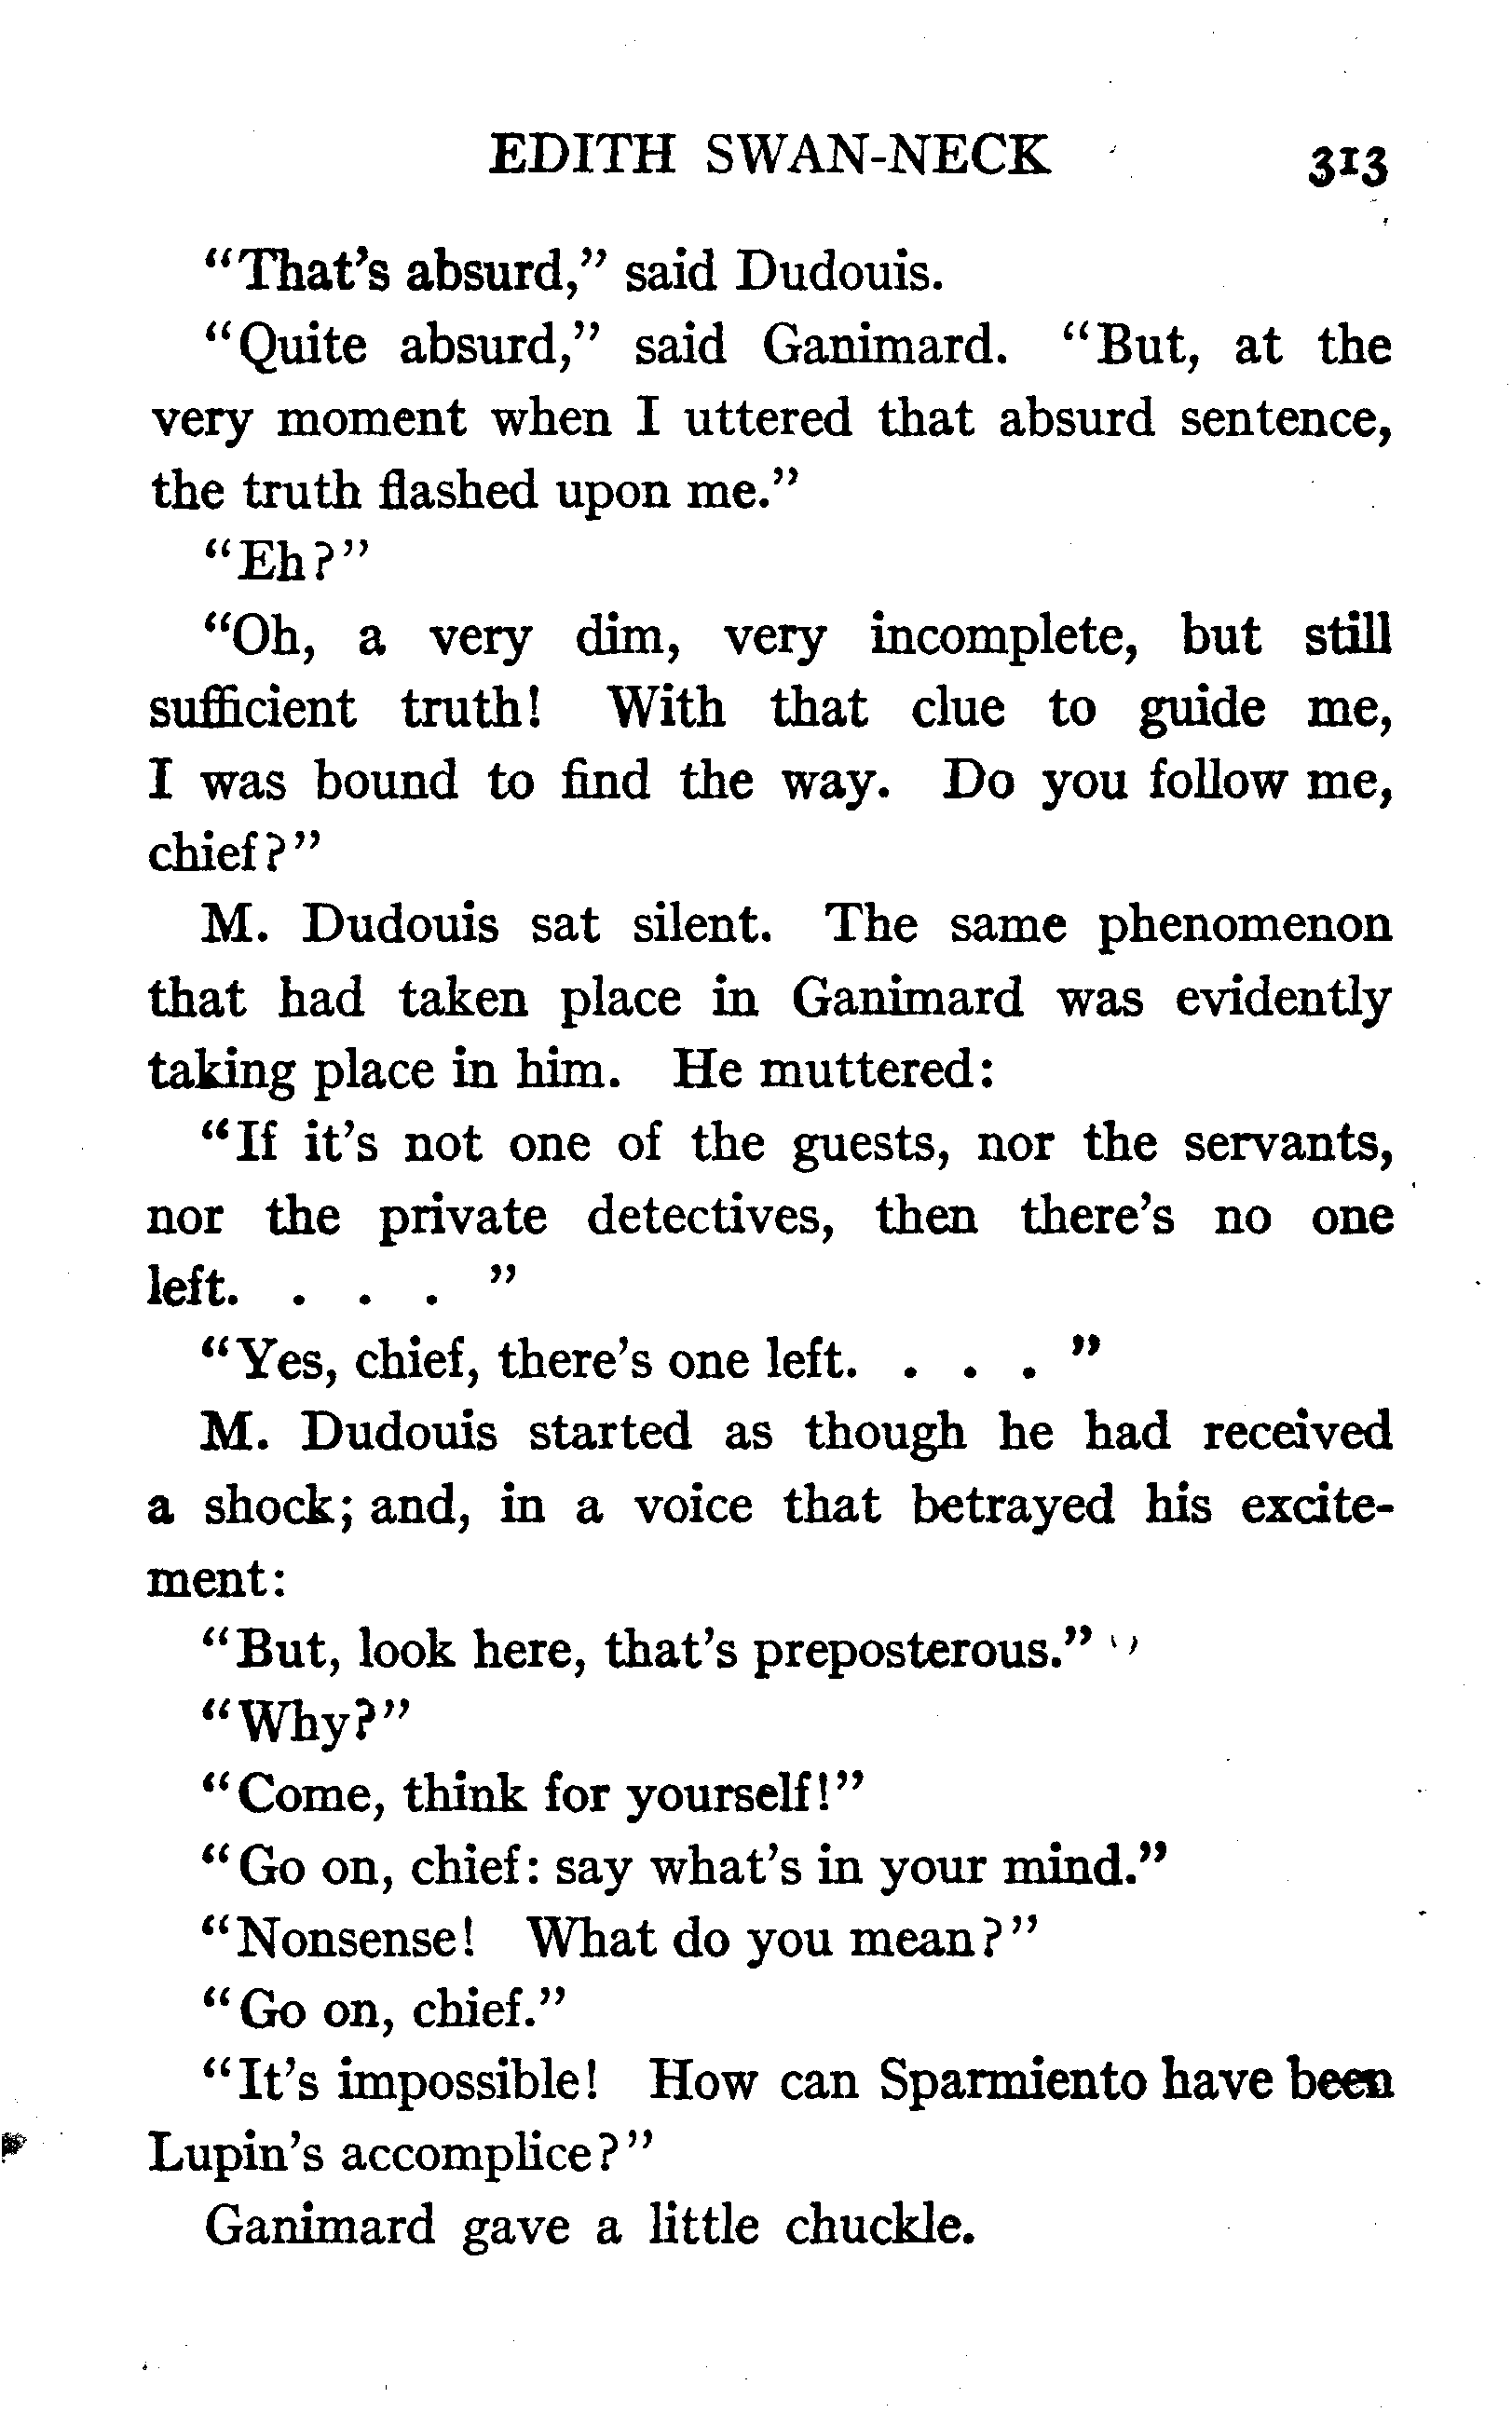 EDITH SWAN-NECK 313
"That's absurd," said Dudouis.
"Quite absurd," said Ganimard. "But, at the
very moment when I uttered that absurd sentence,
the truth flashed upon me."
"Eh?"
"Oh, a very dim, very incomplete, but still
sufficient truth! With that clue to guide me,
I was bound to find the way. Do you follow me,
chief?"
M. Dudouis sat silent. The same phenomenon
that had taken place in Ganimard was evidently
taking place in him. He muttered:
"If it's not one of the guests, nor the servants,
nor the private detectives, then there's no one
left. . . . "
"Yes, chief, there's one left. . . . "
M. Dudouis started as though he had received
a shock; and, in a voice that betrayed his excite-
ment:
"But, look here, that's preposterous."
"Why?"
"Come, think for yourself!"
"Go on, chief: say what's in your mind."
"Nonsense! What do you mean?"
"Go on, chief."
"It's impossible! How can Sparmiento have been
Lupin's accomplice?"
Ganimard gave a little chuckle.